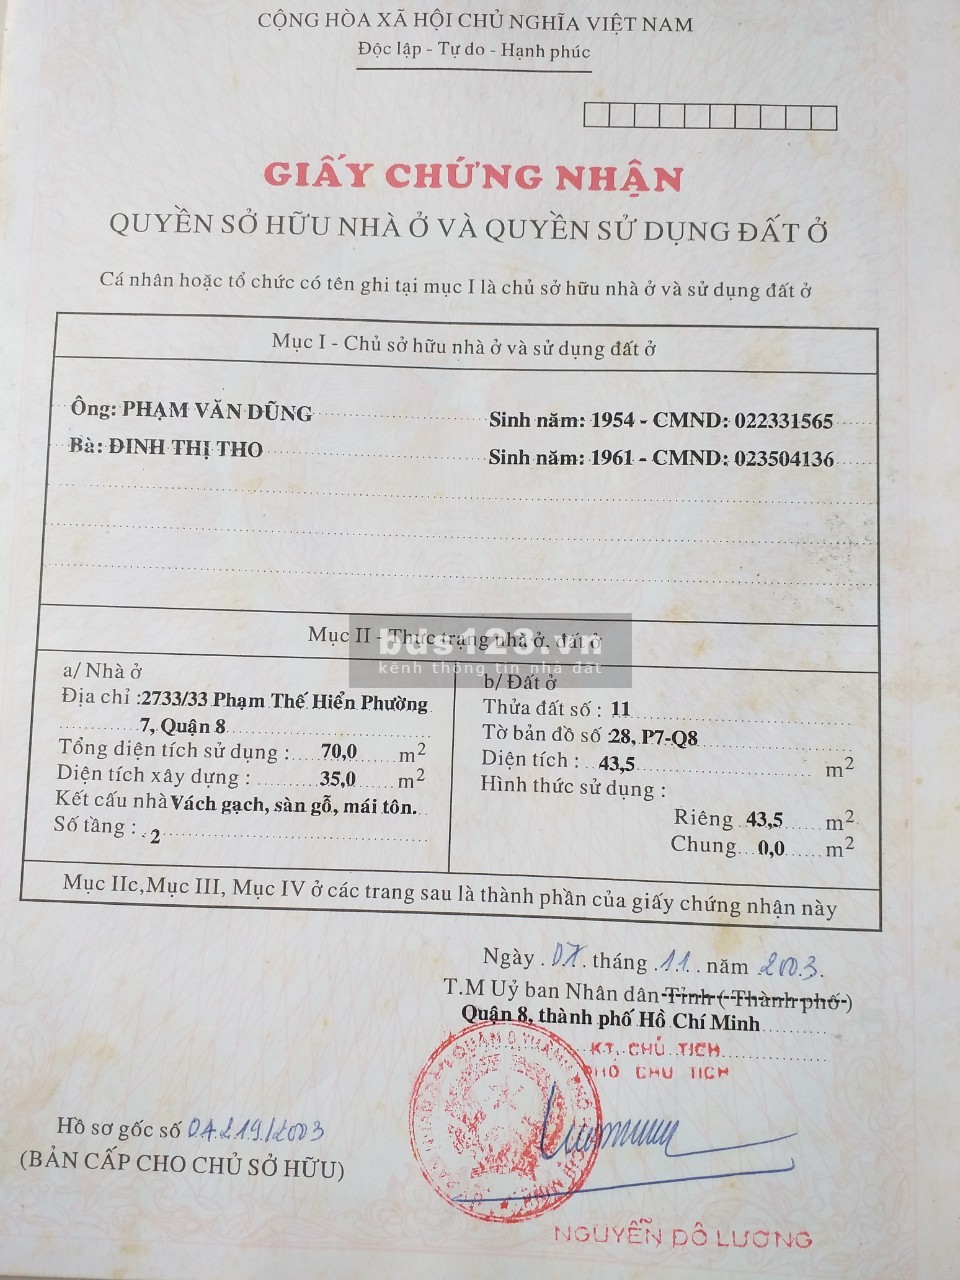 CỘNG HÒA XÃ HỘI CHỦ NGHĨA VIỆT NAM
Độc lập - Tự do - Hạnh phúc
GIẤY CHỨNG NHẬN
QUYỀN SỞ HỮU NHÀ Ở VÀ QUYỀN SỬ DỤNG ĐẤT Ở
Cá nhân hoặc tổ chức có tên ghi tại mục I là chủ sở hữu nhà ở và sử dụng đất ở
Mục I - Chủ sở hữu nhà ở và sử dụng đất ở
Ông: PHẠM VĂN DŨNG Sinh năm: 1954 - CMND: 022331565
Bà: ĐINH THỊ THO Sinh năm: 1961 - CMND: 023504136
Mục II - Thực trạng nhà ở, đất ở
bds123.vn
kênh thông tin nhà đất
a/ Nhà ở
Địa chỉ : 2733/33 Phạm Thế Hiển Phường
7, Quận 8
Tổng diện tích sử dụng : 70,0 m2
Diện tích xây dựng : 35,0 m2
Kết cấu nhà Vách gạch, sàn gỗ, mái tôn.
Số tầng : 2
b/ Đất ở
Thửa đất số : 11
Tờ bản đồ số 28, P7-Q8
Diện tích : 43,5 m2
Hình thức sử dụng :
Riêng 43,5 m2
Chung 0,0 m2
Mục IIc, Mục III, Mục IV ở các trang sau là thành phần của giấy chứng nhận này
Ngày 07 tháng 11 năm 2003.
T.M Uỷ ban Nhân dân Tỉnh (Thành phố)
Quận 8, thành phố Hồ Chí Minh
KT. CHỦ TỊCH
PHÓ CHỦ TỊCH
Hồ sơ gốc số 219/2003
(BẢN CẤP CHO CHỦ SỞ HỮU)
NGUYỄN ĐÔ LƯƠNG